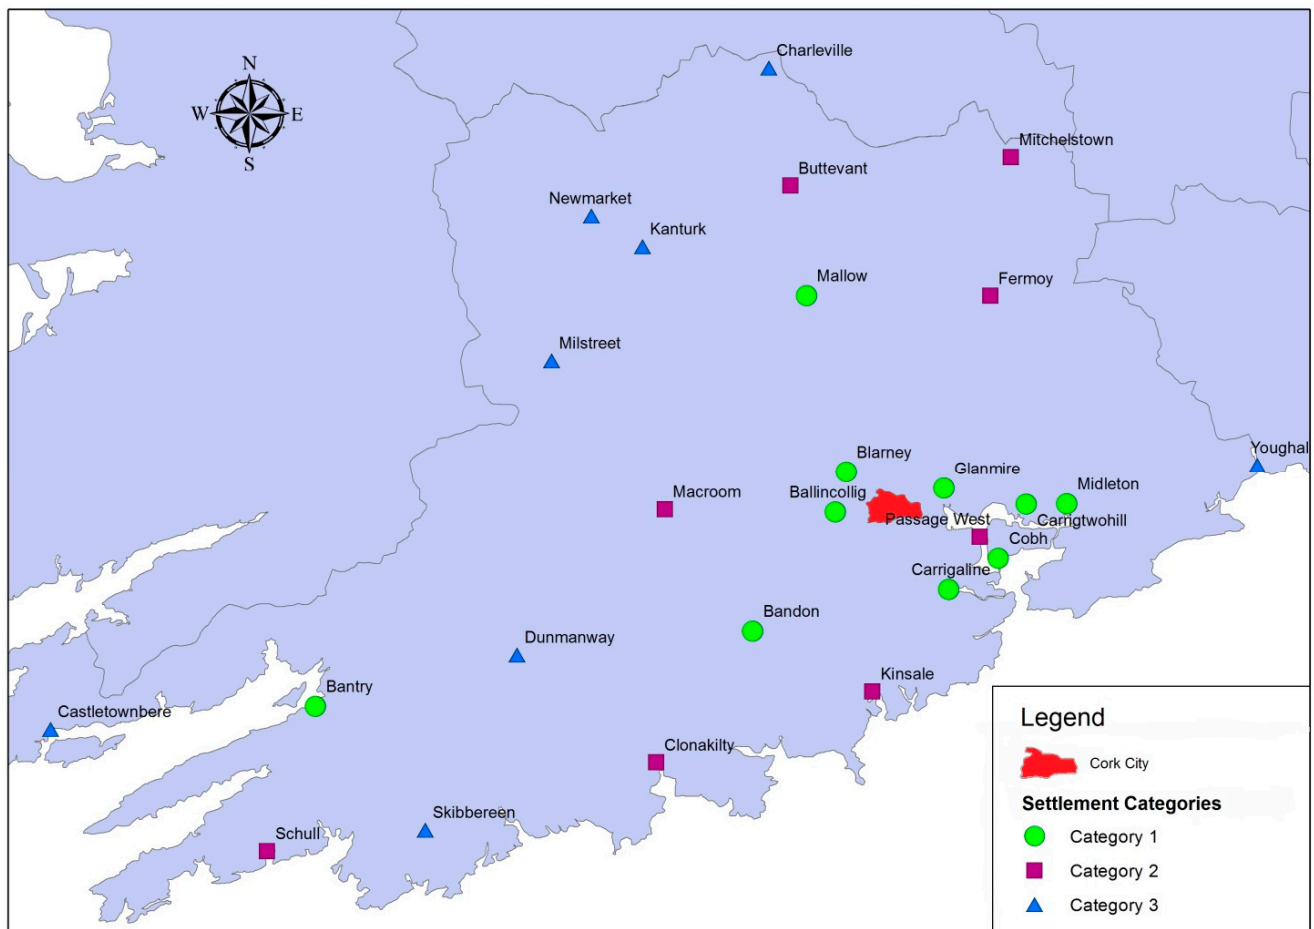 Charleville
N
W
E
S
Mitchelstown
Buttevant
Newmarket
Kanturk
Mallow
Fermoy
Milstreet
Youghal
Blarney
Glanmire
Midleton
Macroom
Ballincollig
Passage West
Carrigtwohill
Cobh
Carrigaline
Bandon
Dunmanway
Kinsale
Bantry
Castletownbere
Clonakilty
Skibbereen
Schull
Legend
Cork City
Settlement Categories
Category 1
Category 2
Category 3